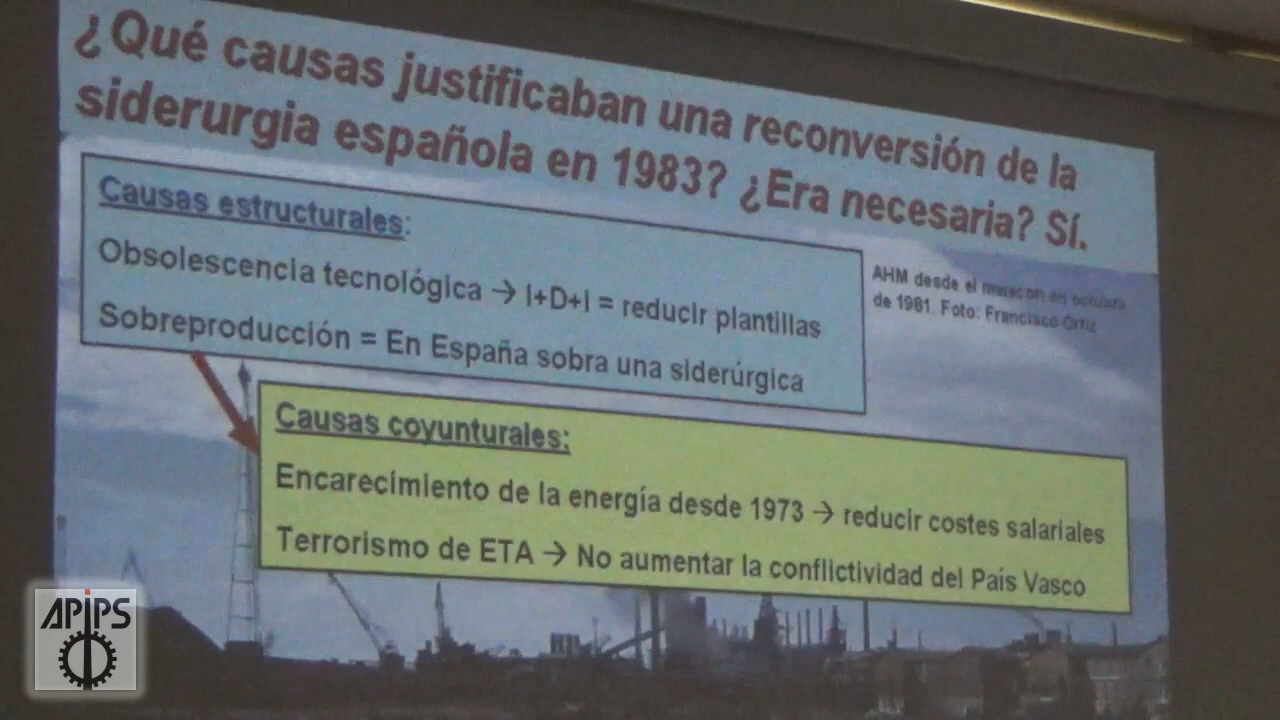 ¿Qué causas justificaban una reconversión de la
siderurgia española en 1983? ¿Era necesaria? Sí.
Causas estructurales:
Obsolescencia tecnológica → I+D+I = reducir plantillas
Sobreproducción = En España sobra una siderúrgica
AHM desde el
de 1981. Foto: Francisco Ortiz
Causas coyunturales:
Encarecimiento de la energía desde 1973 → reducir costes salariales
Terrorismo de ETA → No aumentar la conflictividad del País Vasco
APIPS